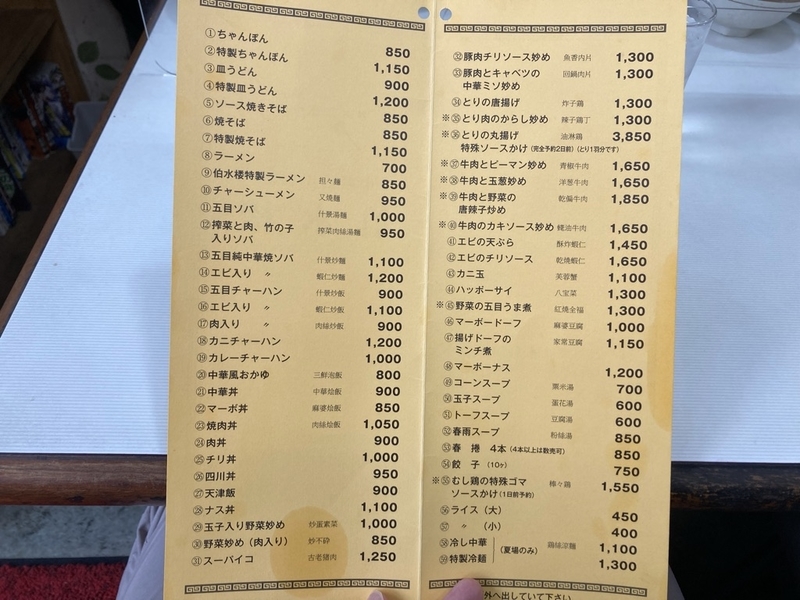 ①ちゃんぽん 850
②特製ちゃんぽん 1,150
③皿うどん 900
④特製皿うどん 1,200
⑤ソース焼きそば 850
⑥焼そば 850
⑦特製焼そば 1,150
⑧ラーメン 700
⑨伯水楼特製ラーメン 担々麺 850
⑩チャーシューメン 叉焼麺 950
⑪五目ソバ 什景湯麺 1,000
⑫搾菜と肉、竹の子 搾菜肉絲湯麺 950
入りソバ
⑬五目純中華焼ソバ 什景炒麺 1,100
⑭エビ入り 〃 蝦仁炒麺 1,200
⑮五目チャーハン 什景炒飯 900
⑯エビ入り 〃 蝦仁炒飯 1,100
⑰肉入り 〃 肉絲炒飯 900
⑱カニチャーハン 1,200
⑲カレーチャーハン 1,000
⑳中華風おかゆ 三鮮泡飯 800
㉑中華丼 中華烩飯 900
㉒マーボ丼 麻婆烩飯 850
㉓焼肉丼 肉絲烩飯 1,050
㉔肉丼 900
㉕チリ丼 1,000
㉖四川丼 950
㉗天津飯 900
㉘ナス丼 1,100
㉙玉子入り野菜炒め 炒蛋素菜 1,000
㉚野菜炒め（肉入り） 炒不砕 850
㉛スーパイコ 古老猪肉 1,250
㉜豚肉チリソース炒め 魚香肉片 1,300
㉝豚肉とキャベツの 回鍋肉片 1,300
中華ミソ炒め
㉞とりの唐揚げ 炸子鶏 1,300
※㉟とり肉のからし炒め 辣子鶏丁 1,300
※㊱とりの丸揚げ 油淋鶏 3,850
特殊ソースかけ（完全予約2日前）（とり1羽分です）
※㊲牛肉とピーマン炒め 青椒牛肉 1,650
※㊳牛肉と玉葱炒め 洋葱牛肉 1,650
※㊴牛肉と野菜の 乾偏牛肉 1,850
唐辣子炒め
※㊵牛肉のカキソース炒め 蠔油牛肉 1,650
㊶エビの天ぷら 酥炸蝦仁 1,450
㊷エビのチリソース 乾焼蝦仁 1,650
㊸カニ玉 芙蓉蟹 1,100
㊹ハッポーサイ 八宝菜 1,300
※㊺野菜の五目うま煮 紅焼全福 1,300
㊻マーボードーフ 麻婆豆腐 1,000
㊼揚げドーフの 家常豆腐 1,150
ミンチ煮
㊽マーボーナス 1,200
㊾コーンスープ 粟米湯 700
㊿玉子スープ 蛋花湯 600
51トーフスープ 豆腐湯 600
52春雨スープ 粉絲湯 850
53春 捲 4本（4本以上は数売可） 850
54餃 子（10ヶ） 750
※55むし鶏の特殊ゴマ 棒々鶏 1,550
ソースかけ（1日前予約）
56ライス（大） 450
57 〃 （小） 400
58冷し中華 （夏場のみ） 鶏絲涼麺 1,100
59特製冷麺 1,300
外へ出していて下さい